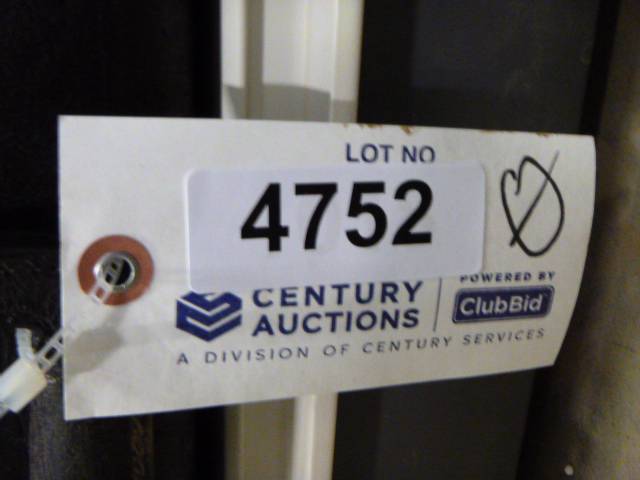 LOT NO
4752
CENTURY
AUCTIONS
POWERED BY
ClubBid
A DIVISION OF CENTURY SERVICES